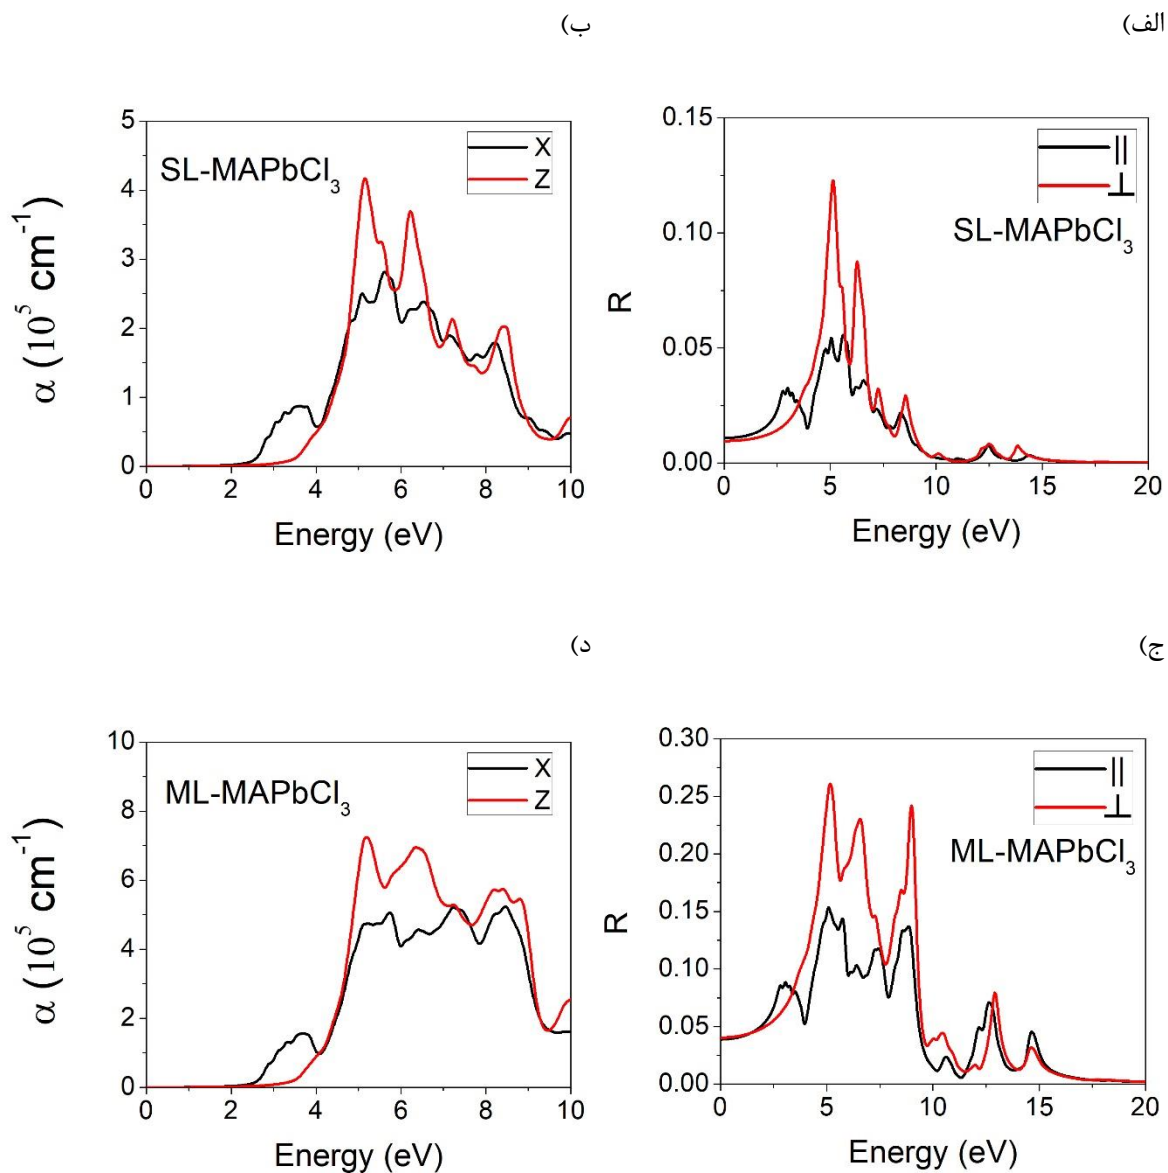 الف)
ب)
0.15
0.10
0.05
0.00
R
||
⊥
SL-MAPbCl₃
0 5 10 15 20
Energy (eV)
5
4
3
2
1
0
α (10⁵ cm⁻¹)
X
Z
SL-MAPbCl₃
0 2 4 6 8 10
Energy (eV)
ج)
د)
0.30
0.25
0.20
0.15
0.10
0.05
0.00
R
||
⊥
ML-MAPbCl₃
0 5 10 15 20
Energy (eV)
10
8
6
4
2
0
α (10⁵ cm⁻¹)
X
Z
ML-MAPbCl₃
0 2 4 6 8 10
Energy (eV)